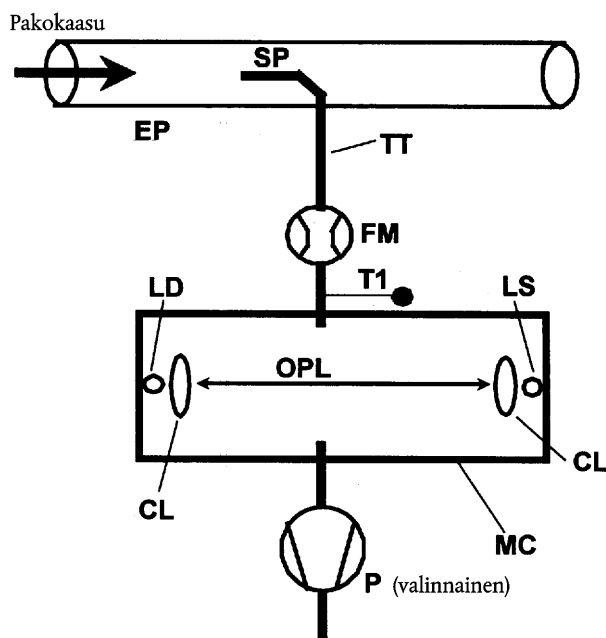 Pakokaasu
SP
EP
TT
FM
T1
LD
LS
OPL
CL
CL
MC
P (valinnainen)